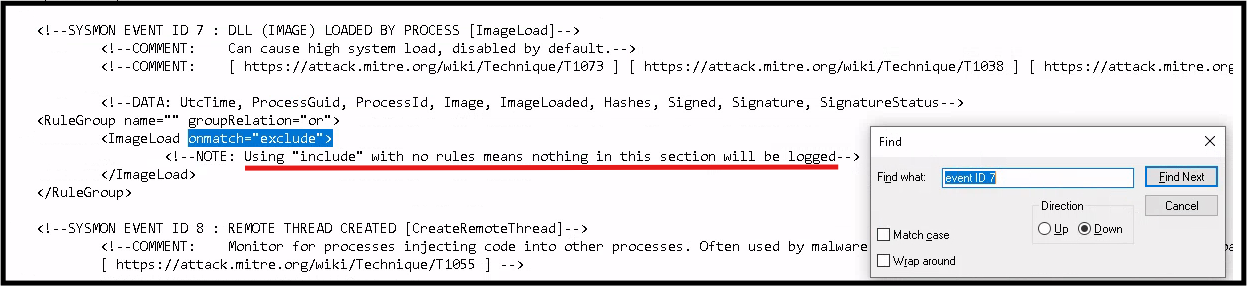 <!--SYSMON EVENT ID 7 : DLL (IMAGE) LOADED BY PROCESS [ImageLoad]-->
<!--COMMENT: Can cause high system load, disabled by default.-->
<!--COMMENT: [ https://attack.mitre.org/wiki/Technique/T1073 ] [ https://attack.mitre.org/wiki/Technique/T1038 ] [ https://attack.mitre.org
<!--DATA: UtcTime, ProcessGuid, ProcessId, Image, ImageLoaded, Hashes, Signed, Signature, SignatureStatus-->
<RuleGroup name="" groupRelation="or">
<ImageLoad onmatch="exclude">
<!--NOTE: Using "include" with no rules means nothing in this section will be logged-->
</ImageLoad>
</RuleGroup>
<!--SYSMON EVENT ID 8 : REMOTE THREAD CREATED [CreateRemoteThread]-->
<!--COMMENT: Monitor for processes injecting code into other processes. Often used by malware
[ https://attack.mitre.org/wiki/Technique/T1055 ] -->
Find
Find what: event ID 7
Find Next
Cancel
Direction
Up Down
Match case
Wrap around